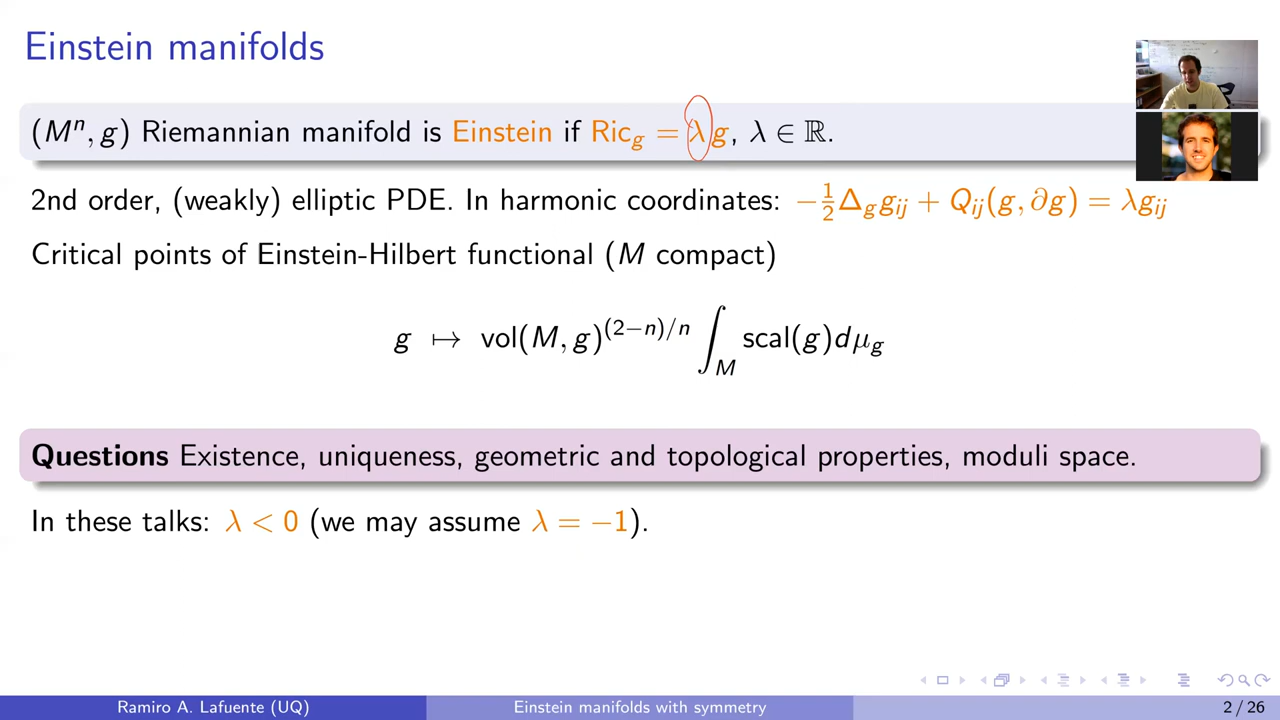 Einstein manifolds
(Mⁿ, g) Riemannian manifold is Einstein if Ric_g = λg, λ ∈ ℝ.
2nd order, (weakly) elliptic PDE. In harmonic coordinates: −½Δ_g g_ij + Q_ij(g, ∂g) = λg_ij
Critical points of Einstein-Hilbert functional (M compact)
g ↦ vol(M, g)^(2−n)/n ∫_M scal(g)dμ_g
Questions Existence, uniqueness, geometric and topological properties, moduli space.
In these talks: λ < 0 (we may assume λ = −1).
Ramiro A. Lafuente (UQ) Einstein manifolds with symmetry 2 / 26